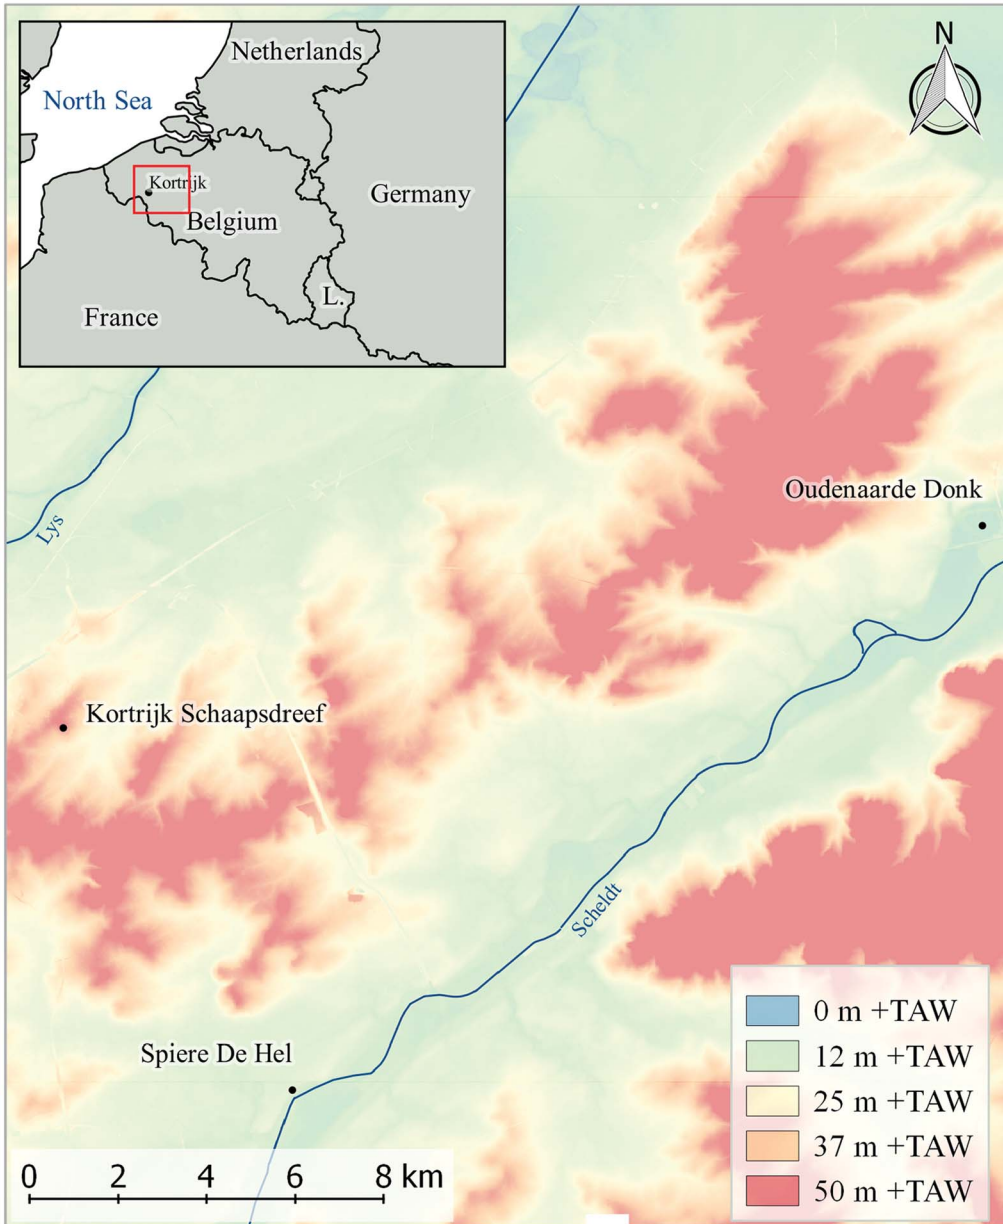 Netherlands
North Sea
Kortrijk
Germany
Belgium
L.
France
N
Oudenaarde Donk
Lys
Kortrijk Schaapsdreef
Scheldt
Spiere De Hel
0 m +TAW
12 m +TAW
25 m +TAW
37 m +TAW
50 m +TAW
0 2 4 6 8 km